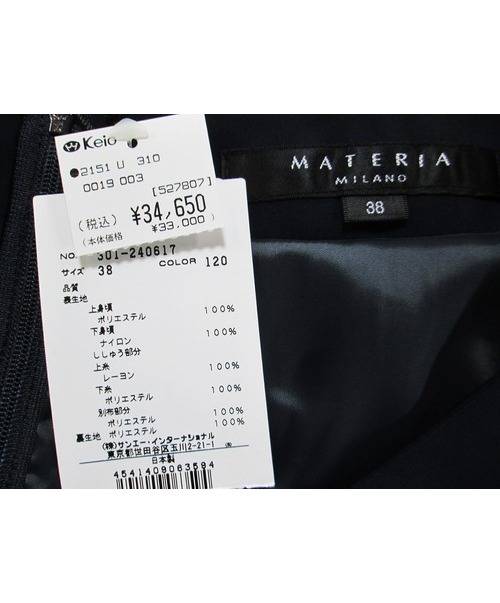 Keio
●2151 U 310
0019 003
[527807]
(税込) ¥34,650
(本体価格 ¥33,000)
NO. 301-240617
サイズ 38 COLOR 120
品質
表生地
上身頃 100%
ポリエステル
下身頃 100%
ナイロン
ししゅう部分
上糸 100%
レーヨン
下糸 100%
ポリエステル
別布部分 100%
ポリエステル
裏生地 ポリエステル 100%
(株)サンエー・インターナショナル
東京都世田谷区玉川2-21-1
日本製
4541409063584
MATERIA
MILANO
38